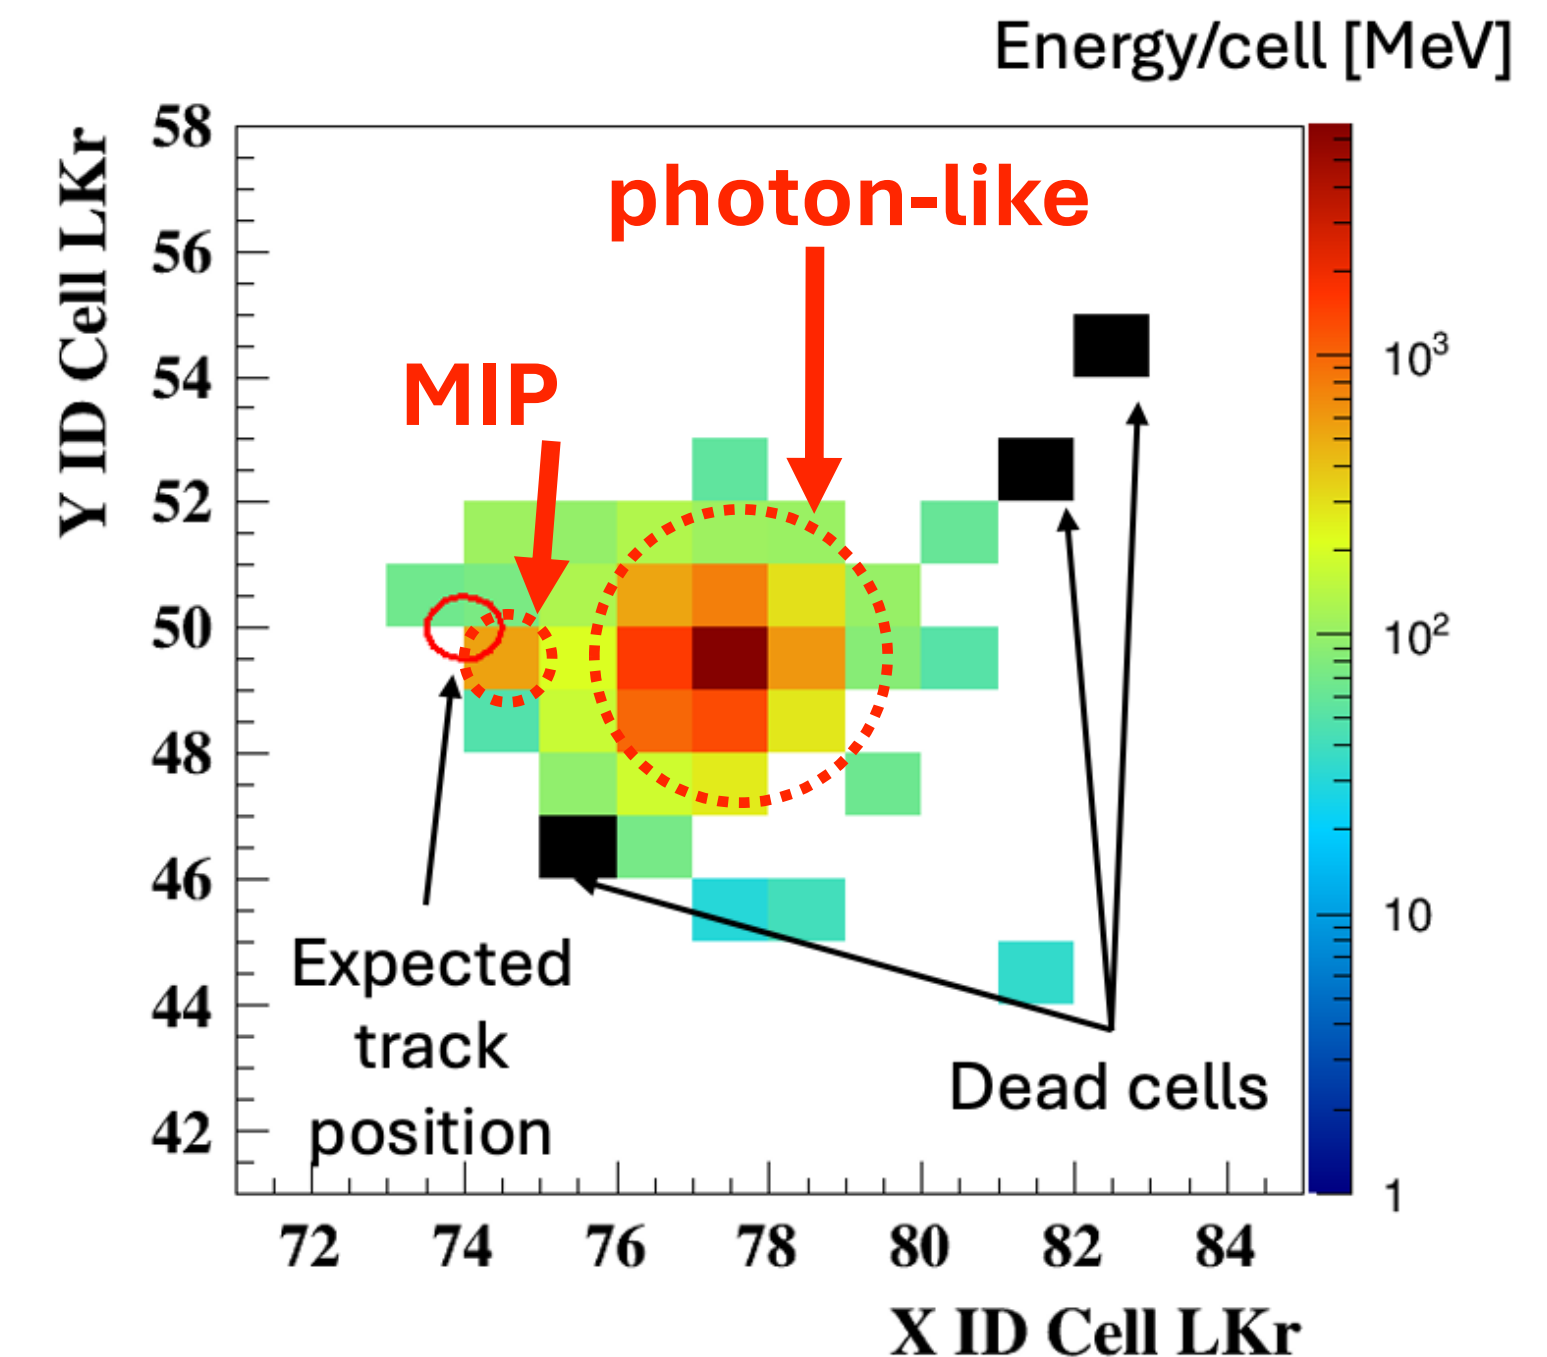 Energy/cell [MeV]
Y ID Cell LKr
58
56
54
52
50
48
46
44
42
photon-like
MIP
Expected
track
position
Dead cells
10³
10²
10
1
72 74 76 78 80 82 84
X ID Cell LKr